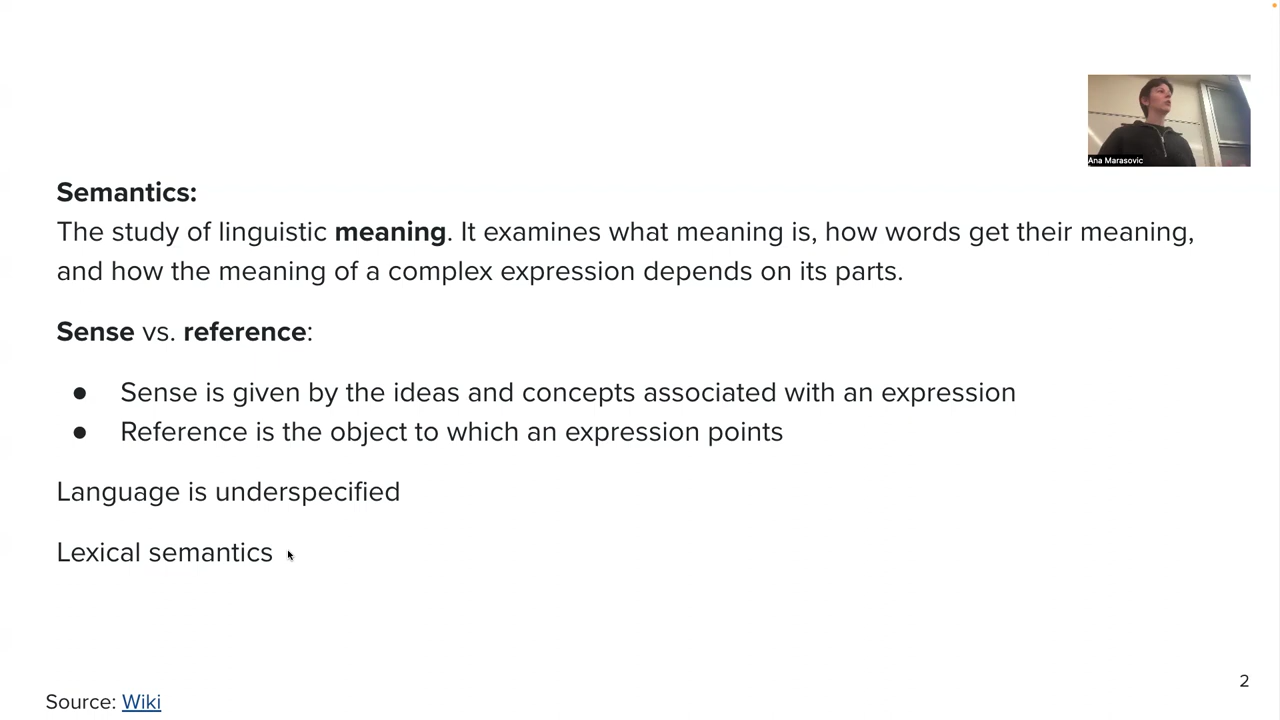 Ana Marasovic
Semantics:
The study of linguistic meaning. It examines what meaning is, how words get their meaning,
and how the meaning of a complex expression depends on its parts.
Sense vs. reference:
● Sense is given by the ideas and concepts associated with an expression
● Reference is the object to which an expression points
Language is underspecified
Lexical semantics
2
Source: Wiki